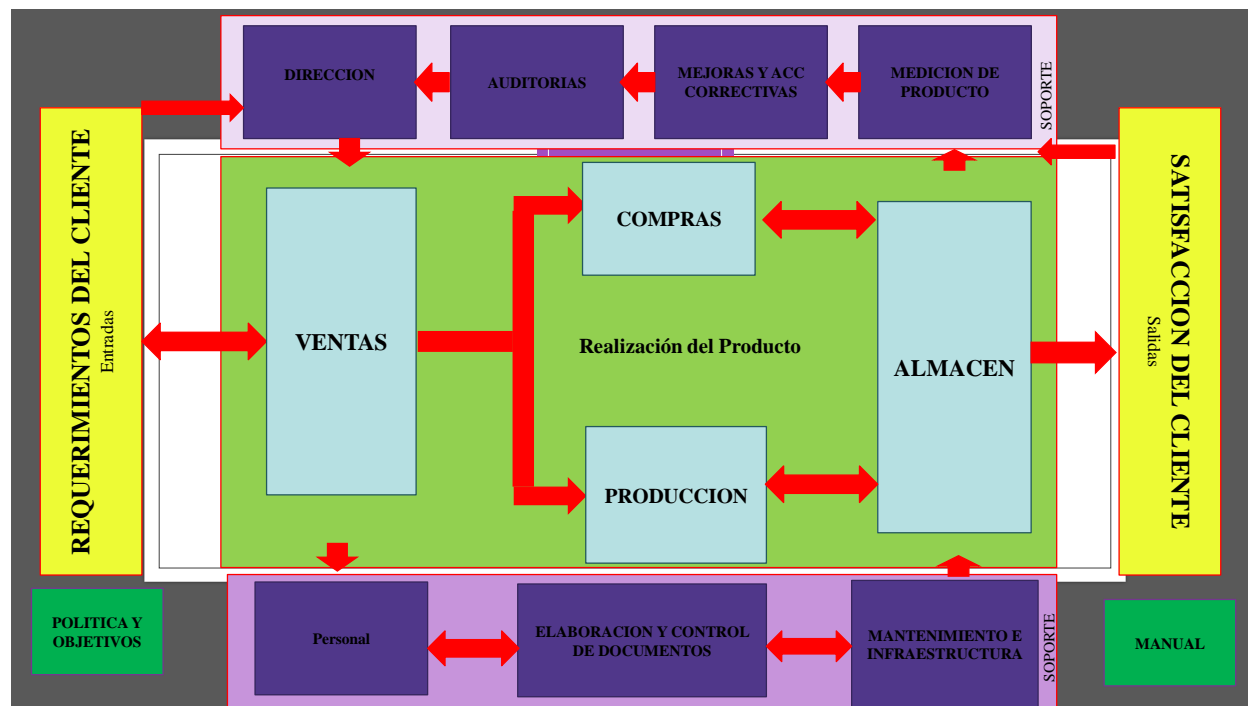 DIRECCION
AUDITORIAS
MEJORAS Y ACC
CORRECTIVAS
MEDICION DE
PRODUCTO
SOPORTE
REQUERIMIENTOS DEL CLIENTE
Entradas
VENTAS
COMPRAS
Realización del Producto
PRODUCCION
ALMACEN
SATISFACCION DEL CLIENTE
Salidas
POLITICA Y
OBJETIVOS
Personal
ELABORACION Y CONTROL
DE DOCUMENTOS
MANTENIMIENTO E
INFRAESTRUCTURA
SOPORTE
MANUAL